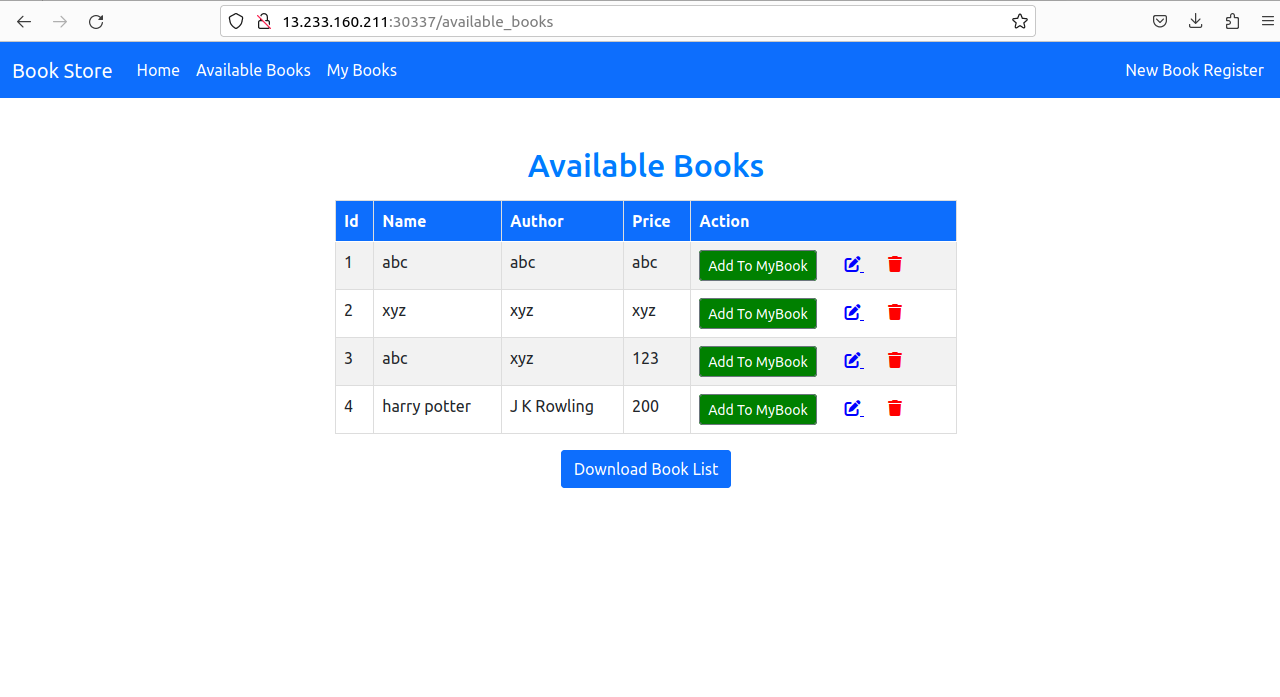 13.233.160.211:30337/available_books
Book Store Home Available Books My Books New Book Register
Available Books
Id Name Author Price Action
1 abc abc abc Add To MyBook
2 xyz xyz xyz Add To MyBook
3 abc xyz 123 Add To MyBook
4 harry potter J K Rowling 200 Add To MyBook
Download Book List